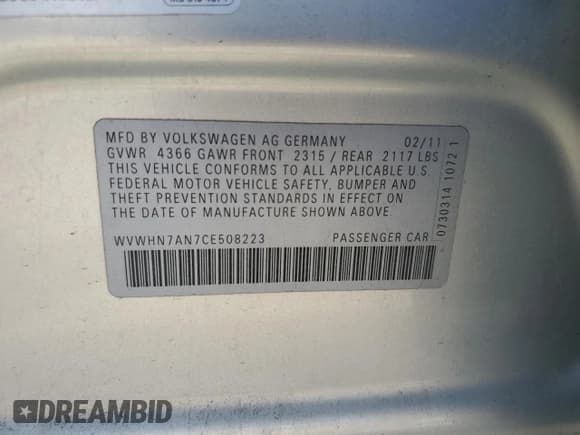 MFD BY VOLKSWAGEN AG GERMANY 02/11
GVWR 4366 GAWR FRONT 2315 / REAR 2117 LBS
THIS VEHICLE CONFORMS TO ALL APPLICABLE U.S
FEDERAL MOTOR VEHICLE SAFETY, BUMPER AND
THEFT PREVENTION STANDARDS IN EFFECT ON
THE DATE OF MANUFACTURE SHOWN ABOVE.
WVWHN7AN7CE508223 PASSENGER CAR
0730314 1072 1
DREAMBID